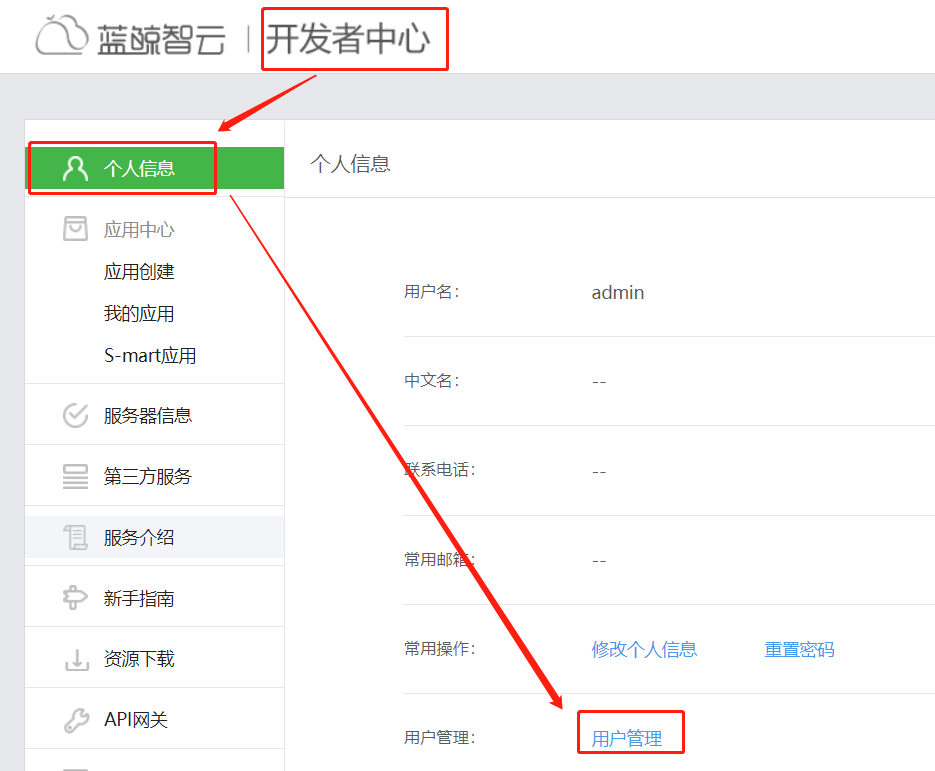 蓝鲸智云 | 开发者中心
个人信息
应用中心
应用创建
我的应用
S-mart应用
服务器信息
第三方服务
服务介绍
新手指南
资源下载
API网关
个人信息
用户名： admin
中文名： --
联系电话： --
常用邮箱： --
常用操作： 修改个人信息 重置密码
用户管理： 用户管理